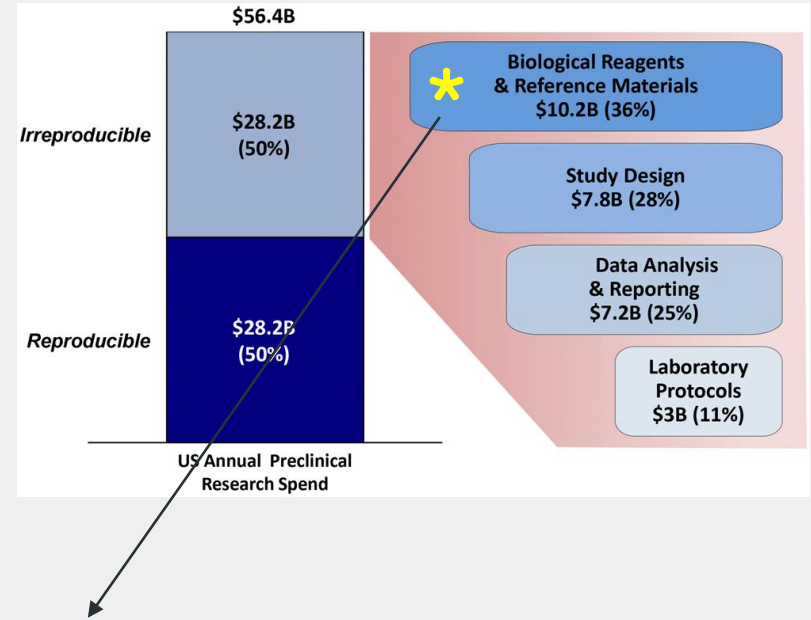 $56.4B
Irreproducible
$28.2B
(50%)
Reproducible
$28.2B
(50%)
US Annual Preclinical
Research Spend
*
Biological Reagents
& Reference Materials
$10.2B (36%)
Study Design
$7.8B (28%)
Data Analysis
& Reporting
$7.2B (25%)
Laboratory
Protocols
$3B (11%)